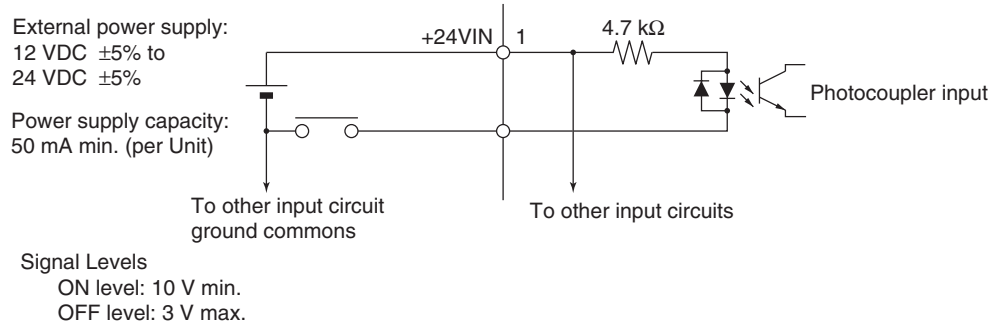 External power supply:
12 VDC ±5% to
24 VDC ±5%
+24VIN 1
4.7 kΩ
Photocoupler input
Power supply capacity:
50 mA min. (per Unit)
To other input circuit
ground commons
To other input circuits
Signal Levels
ON level: 10 V min.
OFF level: 3 V max.